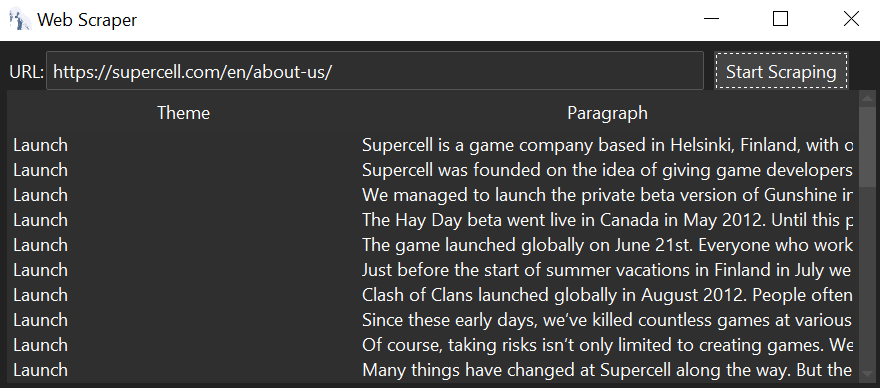 Web Scraper
URL: https://supercell.com/en/about-us/ Start Scraping
Theme Paragraph
Launch Supercell is a game company based in Helsinki, Finland, with o
Launch Supercell was founded on the idea of giving game developers
Launch We managed to launch the private beta version of Gunshine in
Launch The Hay Day beta went live in Canada in May 2012. Until this p
Launch The game launched globally on June 21st. Everyone who work
Launch Just before the start of summer vacations in Finland in July we
Launch Clash of Clans launched globally in August 2012. People often
Launch Since these early days, we’ve killed countless games at various
Launch Of course, taking risks isn’t only limited to creating games. We
Launch Many things have changed at Supercell along the way. But the